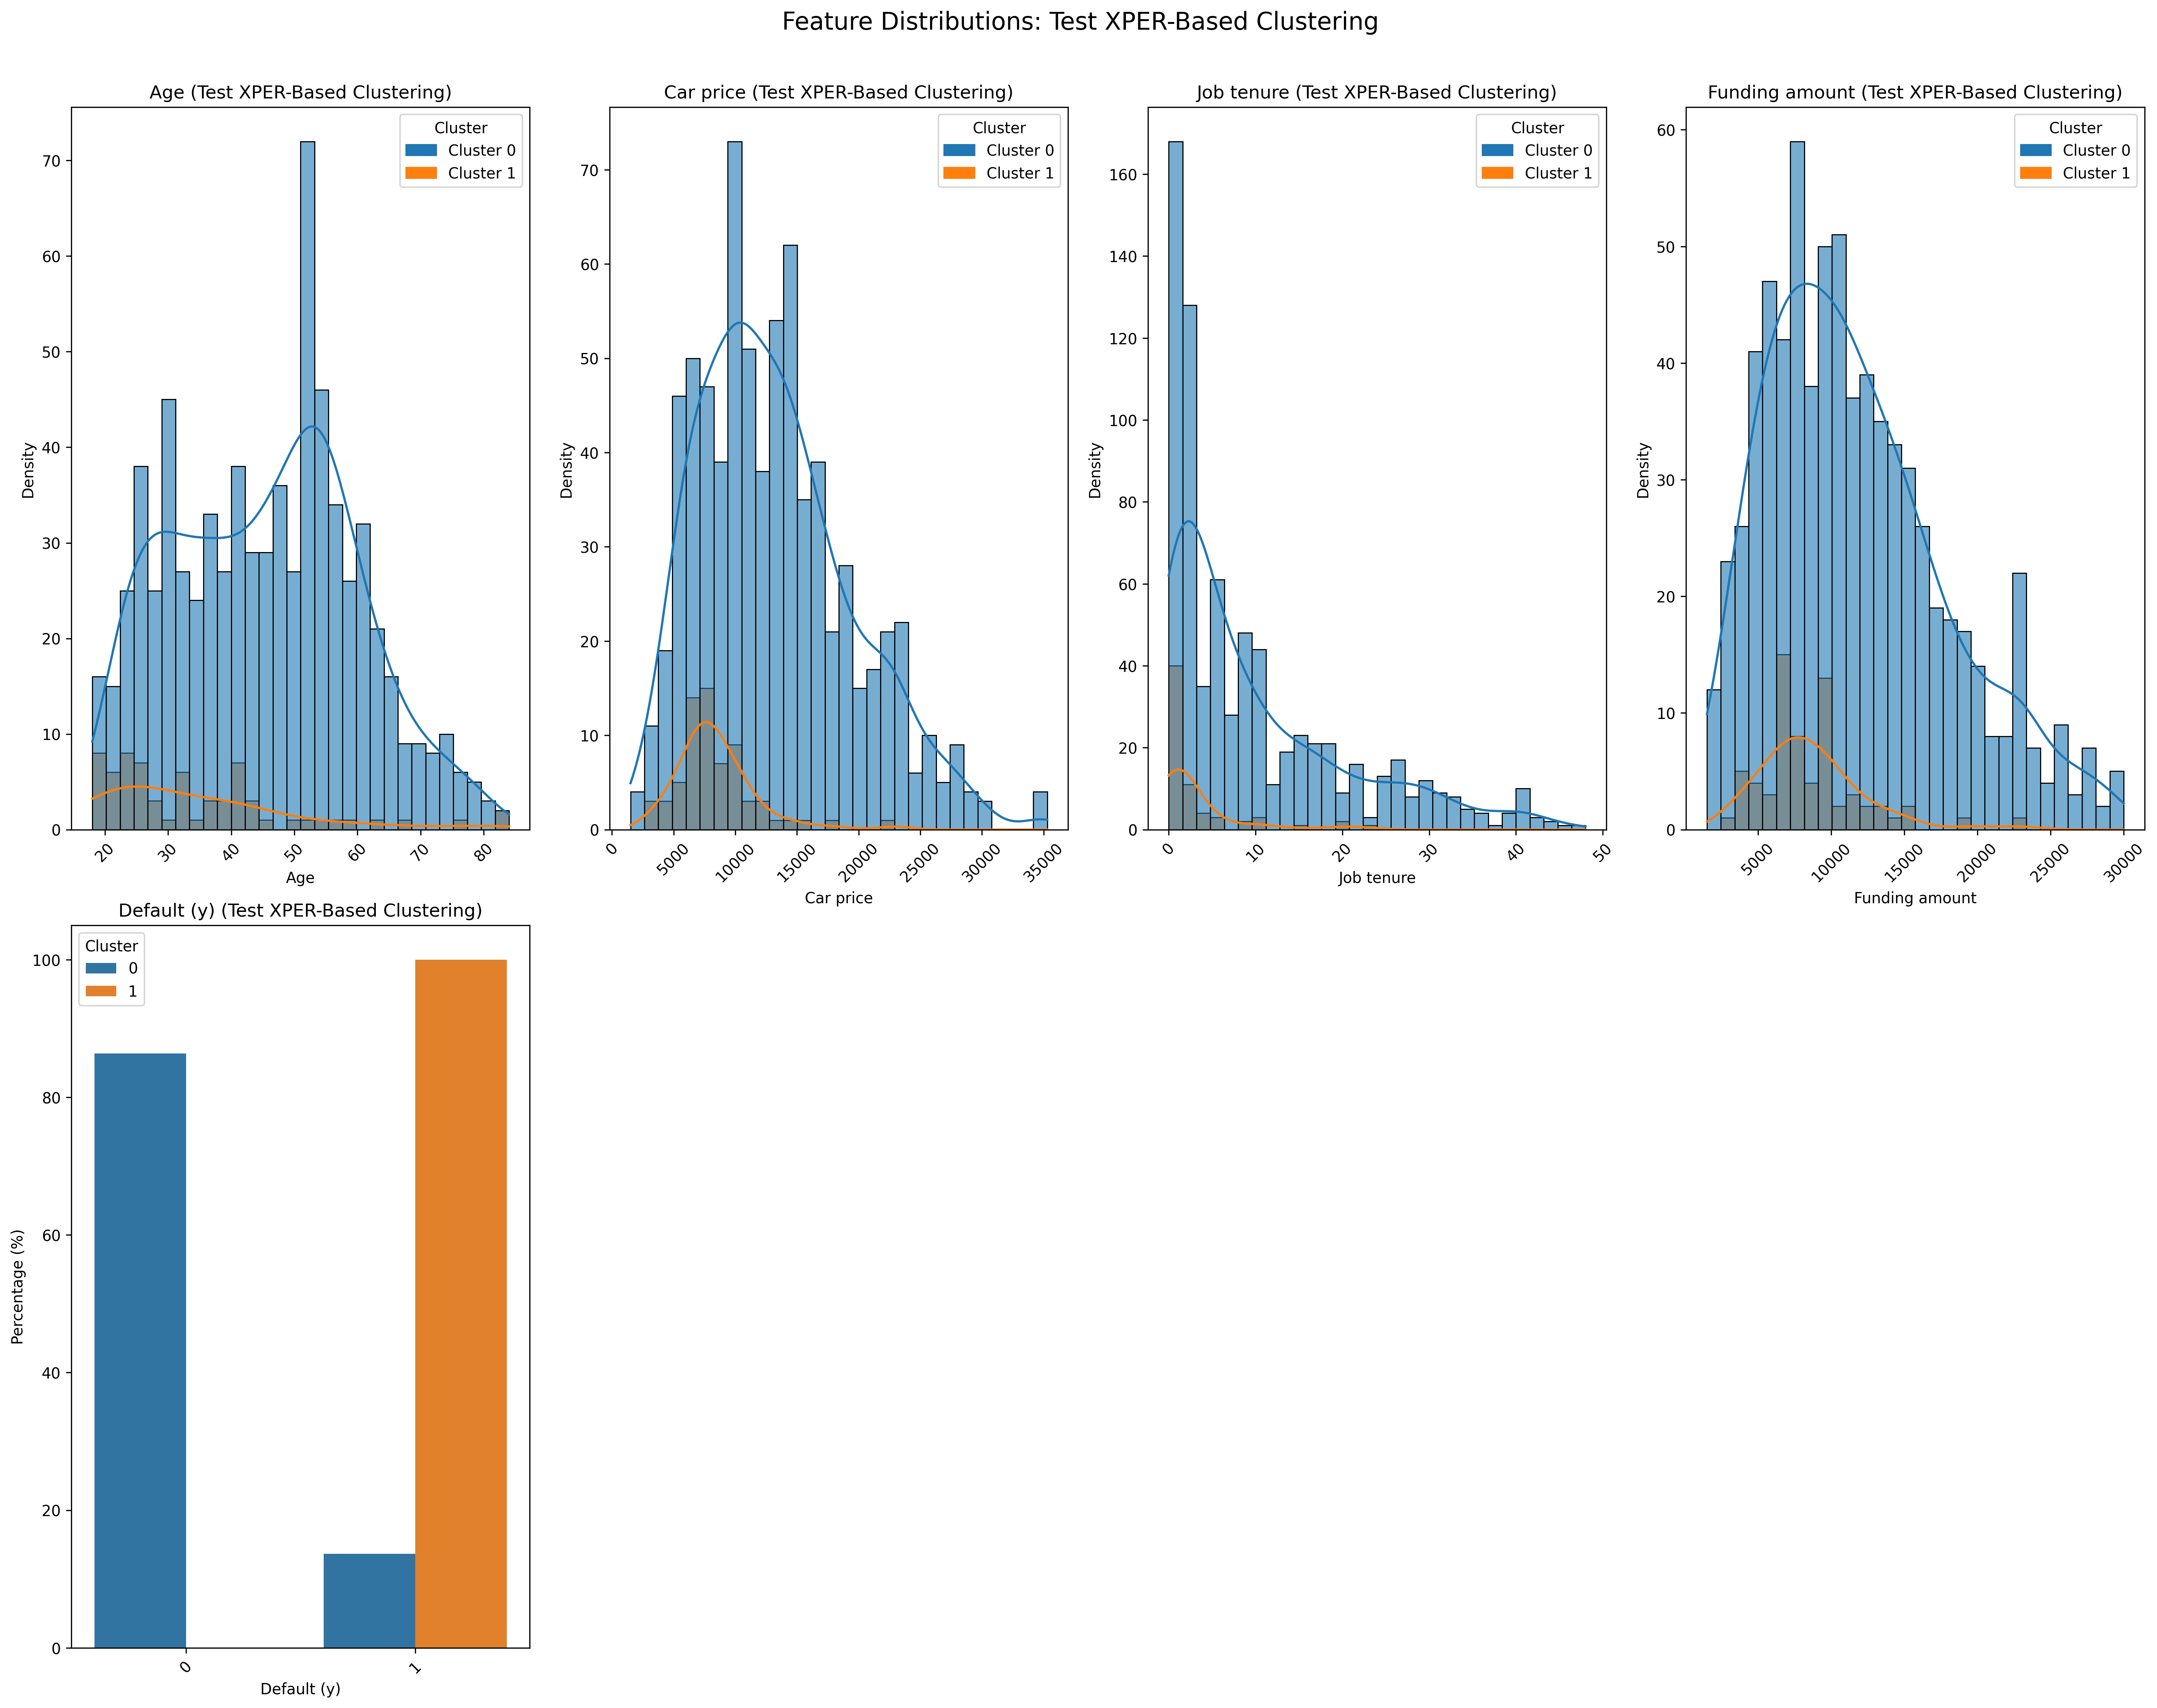 Feature Distributions: Test XPER-Based Clustering
Age (Test XPER-Based Clustering)
Density
70
60
50
40
30
20
10
0
20
30
40
50
60
70
80
Age
Cluster
Cluster 0
Cluster 1
Car price (Test XPER-Based Clustering)
Density
70
60
50
40
30
20
10
0
0
5000
10000
15000
20000
25000
30000
35000
Car price
Cluster
Cluster 0
Cluster 1
Job tenure (Test XPER-Based Clustering)
Density
160
140
120
100
80
60
40
20
0
0
10
20
30
40
50
Job tenure
Cluster
Cluster 0
Cluster 1
Funding amount (Test XPER-Based Clustering)
Density
60
50
40
30
20
10
0
5000
10000
15000
20000
25000
30000
Funding amount
Cluster
Cluster 0
Cluster 1
Default (y) (Test XPER-Based Clustering)
Percentage (%)
100
80
60
40
20
0
0
1
Default (y)
Cluster
0
1